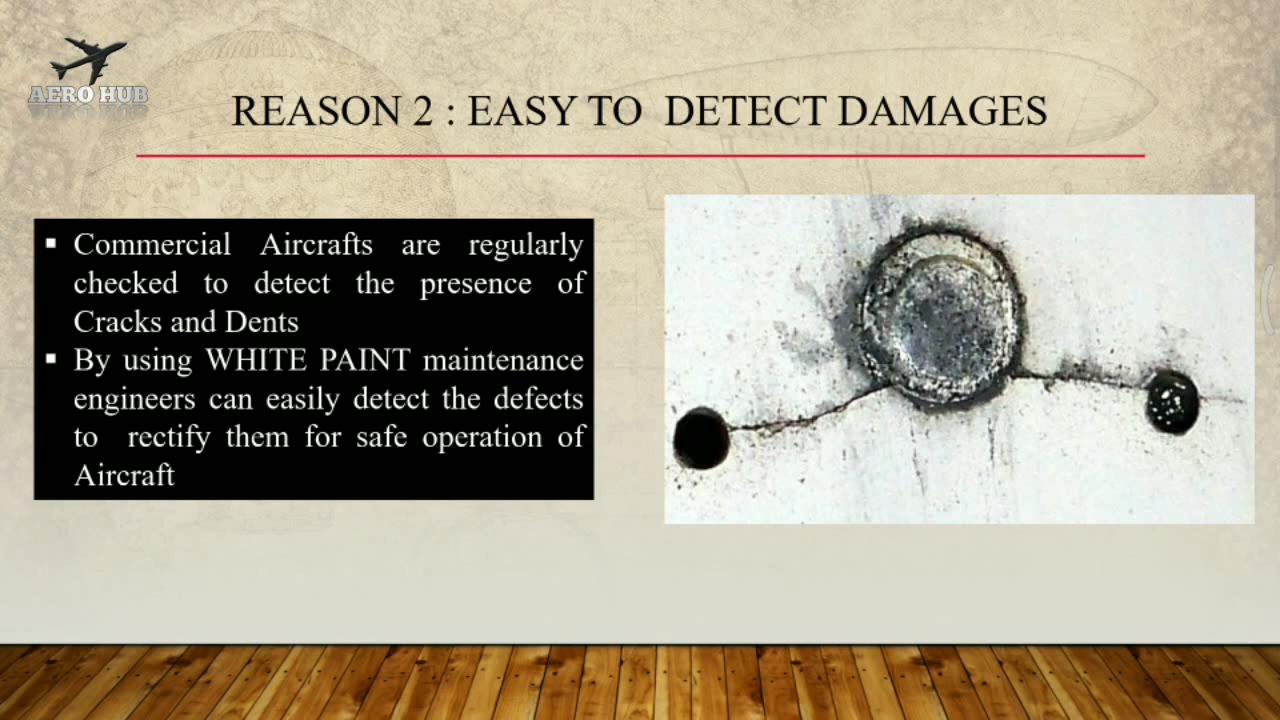 AERO HUB
REASON 2 : EASY TO  DETECT DAMAGES
▪ Commercial Aircrafts are regularly
checked to detect the presence of
Cracks and Dents
▪ By using WHITE PAINT maintenance
engineers can easily detect the defects
to  rectify them for safe operation of
Aircraft